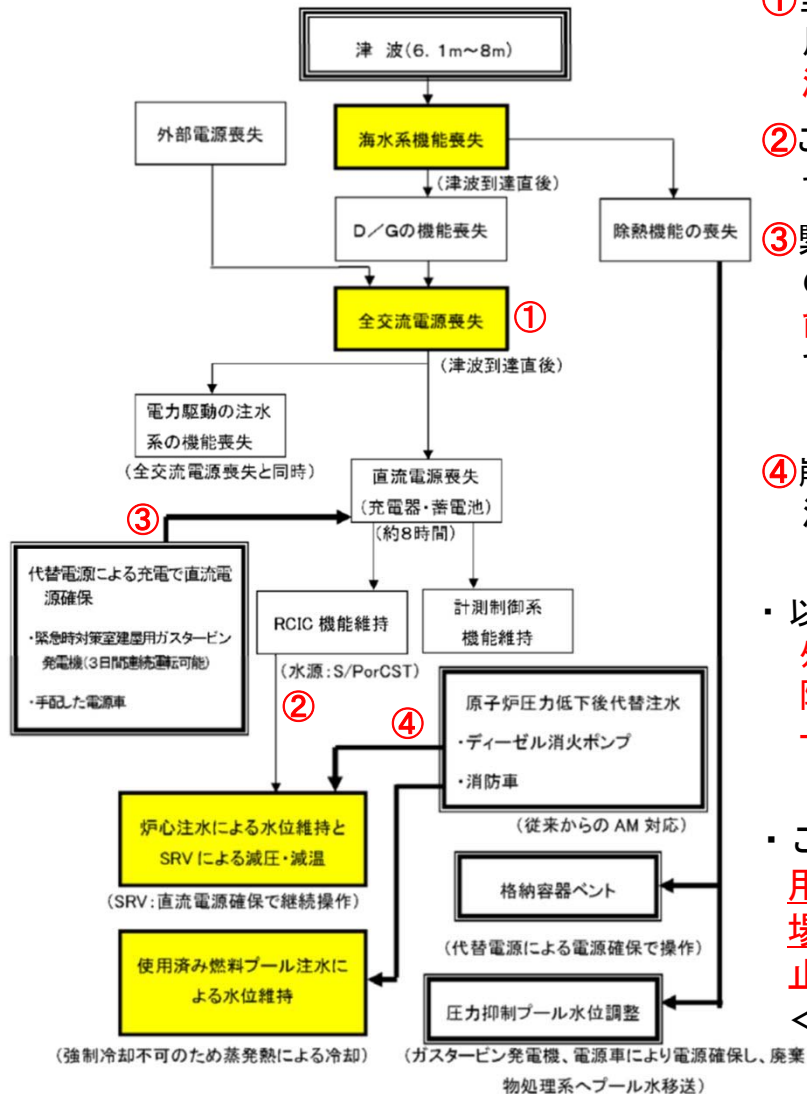 津 波(6. 1m～8m)
外部電源喪失
海水系機能喪失
(津波到達直後)
D／Gの機能喪失
除熱機能の喪失
全交流電源喪失
①
(津波到達直後)
電力駆動の注水
系の機能喪失
(全交流電源喪失と同時)
直流電源喪失
(充電器・蓄電池)
(約8時間)
③
代替電源による充電で直流電
源確保
・緊急時対策室建屋用ガスタービン
発電機(3日間連続運転可能)
・手配した電源車
RCIC 機能維持
(水源:S/PorCST)
計測制御系
機能維持
②
④
原子炉圧力低下後代替注水
・ディーゼル消火ポンプ
・消防車
(従来からの AM 対応)
炉心注水による水位維持と
SRV による減圧・減温
(SRV:直流電源確保で継続操作)
格納容器ベント
(代替電源による電源確保で操作)
使用済み燃料プール注水に
よる水位維持
(強制冷却不可のため蒸発熱による冷却)
圧力抑制プール水位調整
(ガスタービン発電機、電源車により電源確保し、廃棄
物処理系へプール水移送)
①
②こ
③緊
④
・ 以
・ こ
用
場
止
＜